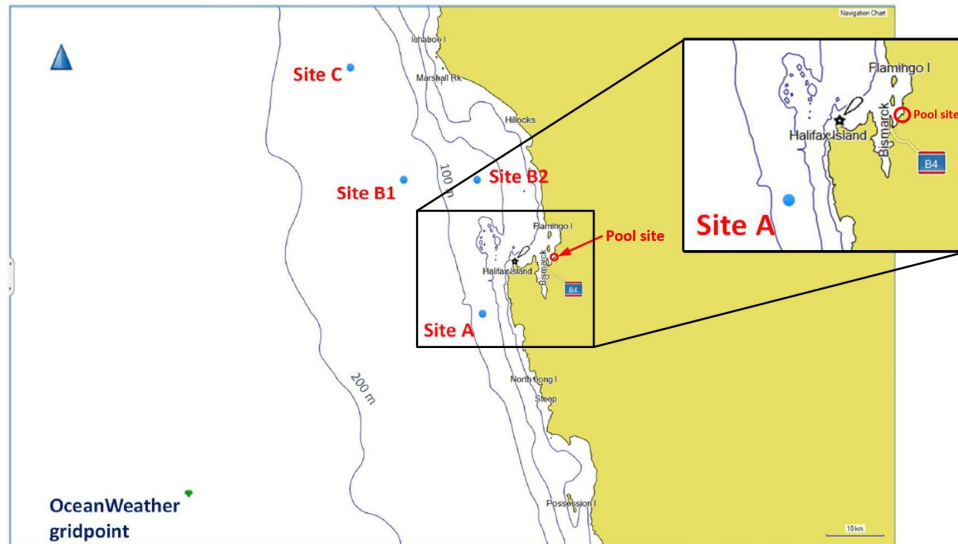 Navigation Chart
Ichaboe I
Site C
Marshall Rk
Flamingo I
Hillocks
Pool site
Halifax Island
Bismarck
B4
100 m
Site B2
Site B1
Site A
Flamingo I
Pool site
Bismarck
Halifax Island
B4
Site A
North Long I
200 m
Steep
OceanWeather
gridpoint
Possession I
10 km